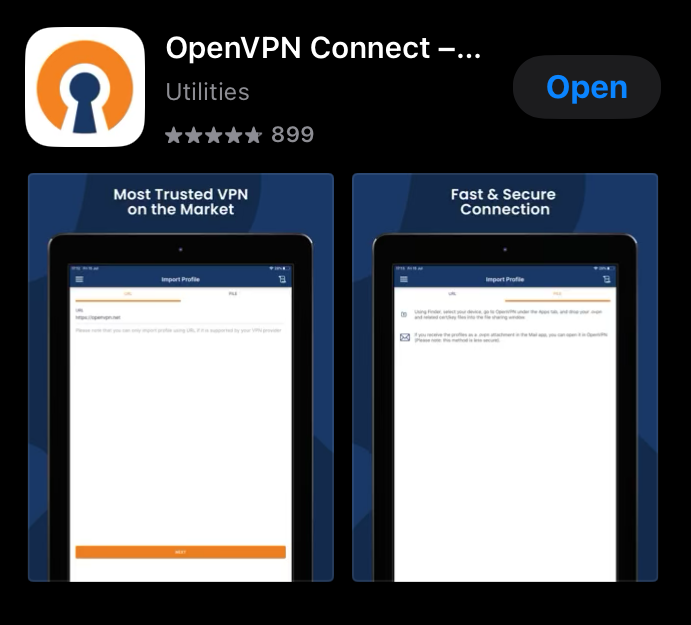 OpenVPN Connect –...
Utilities
899
Open
Most Trusted VPN
on the Market
Import Profile
URL
FILE
URL
https://openvpn.net
Please note that you can only import profile using URL if it is supported by your VPN provider
NEXT
Fast & Secure
Connection
Import Profile
URL
FILE
Using Finder, select your device, go to OpenVPN under the Apps tab, and drop your .ovpn
and related cert/key files into the file sharing window.
If you receive the profiles as a .ovpn attachment in the Mail app, you can open it in OpenVPN
(Please note: this method is less secure).